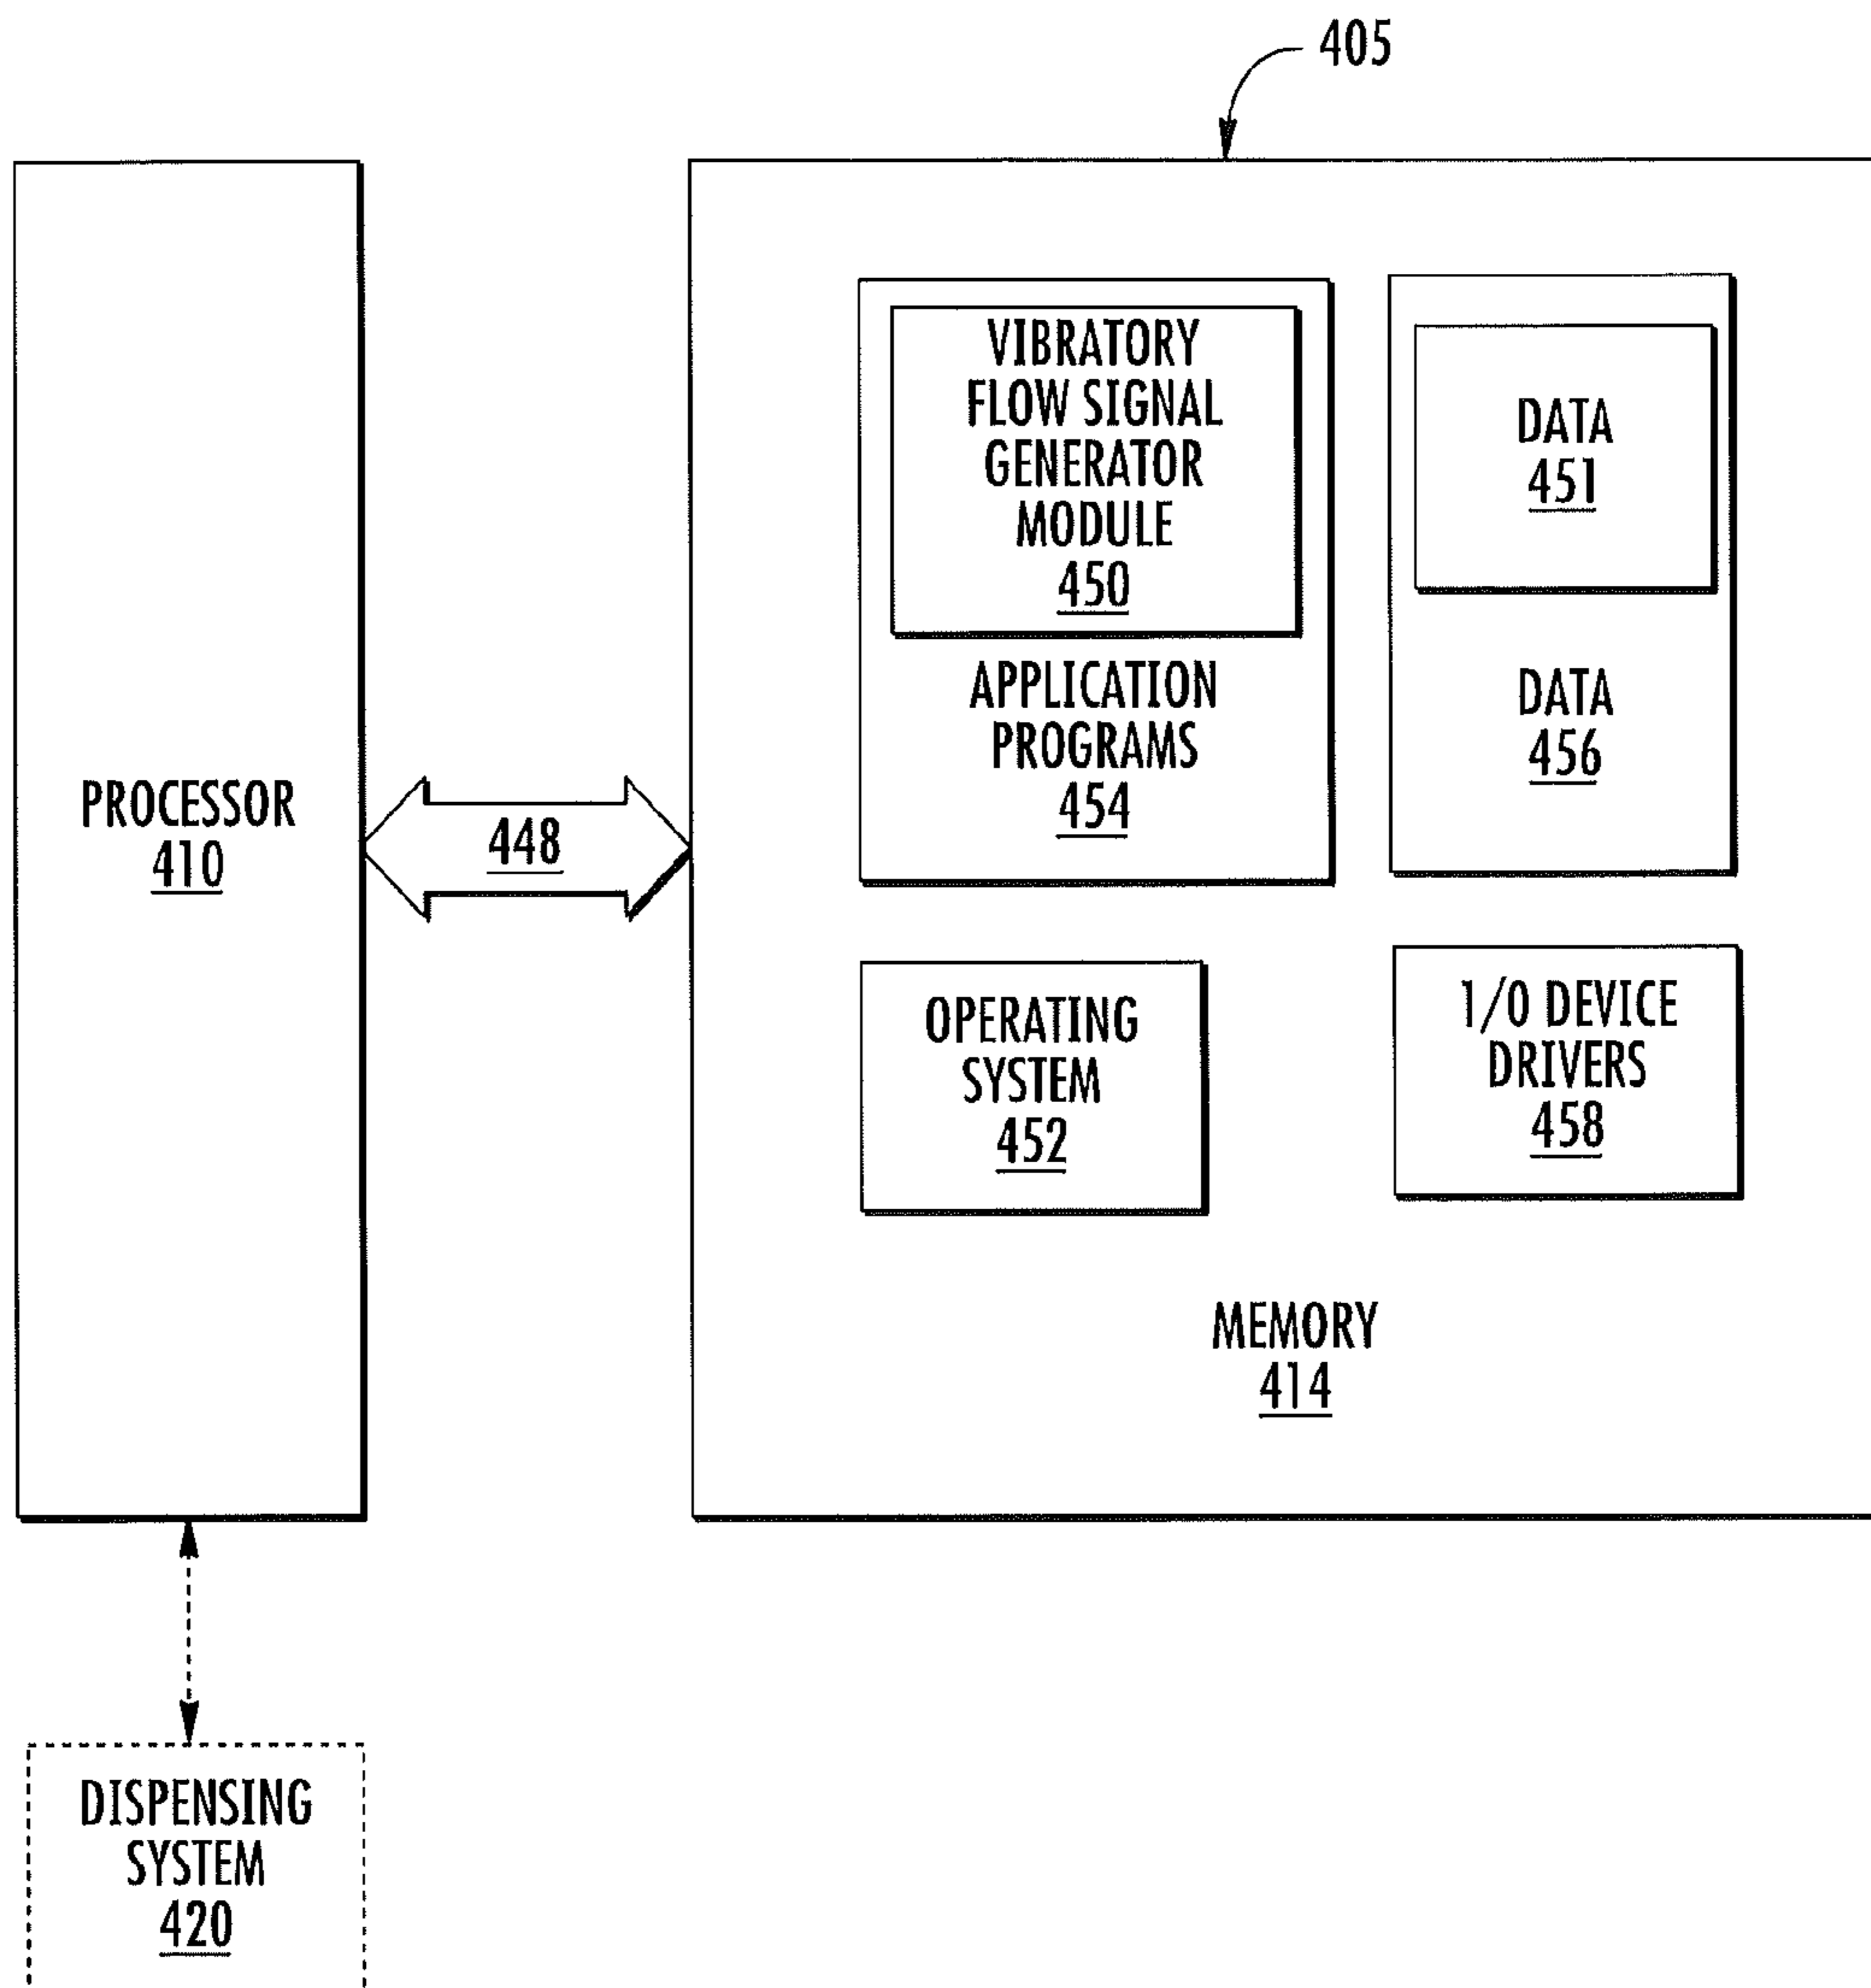 405
PROCESSOR
410
448
VIBRATORY
FLOW SIGNAL
GENERATOR
MODULE
450
APPLICATION
PROGRAMS
454
DATA
451
DATA
456
OPERATING
SYSTEM
452
1/0 DEVICE
DRIVERS
458
MEMORY
414
DISPENSING
SYSTEM
420